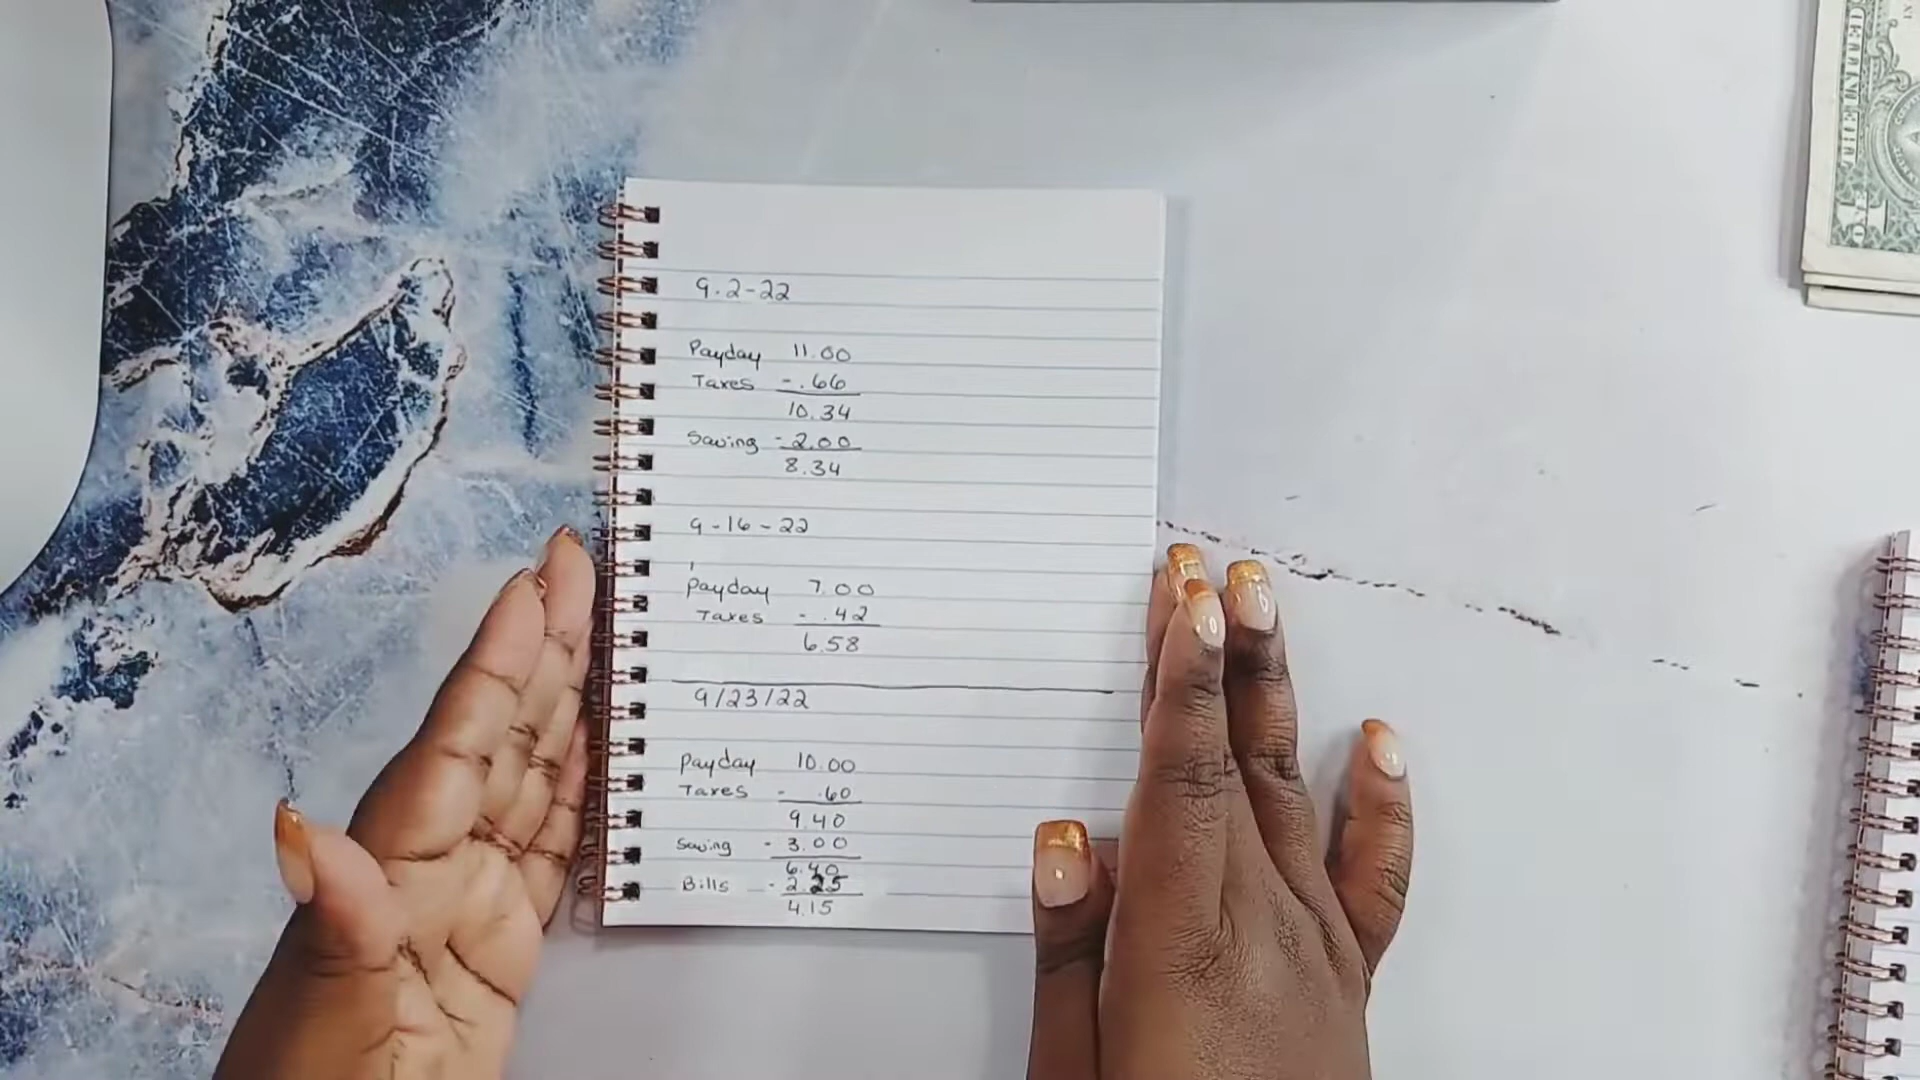 9.2-22
Payday 11.00
Taxes -.66
10.34
Saving -2.00
8.34
9-16-22
Payday 7.00
Taxes -.42
6.58
9/23/22
Payday 10.00
Taxes - .60
9.40
Saving - 3.00
6.40
Bills - 2.25
4.15